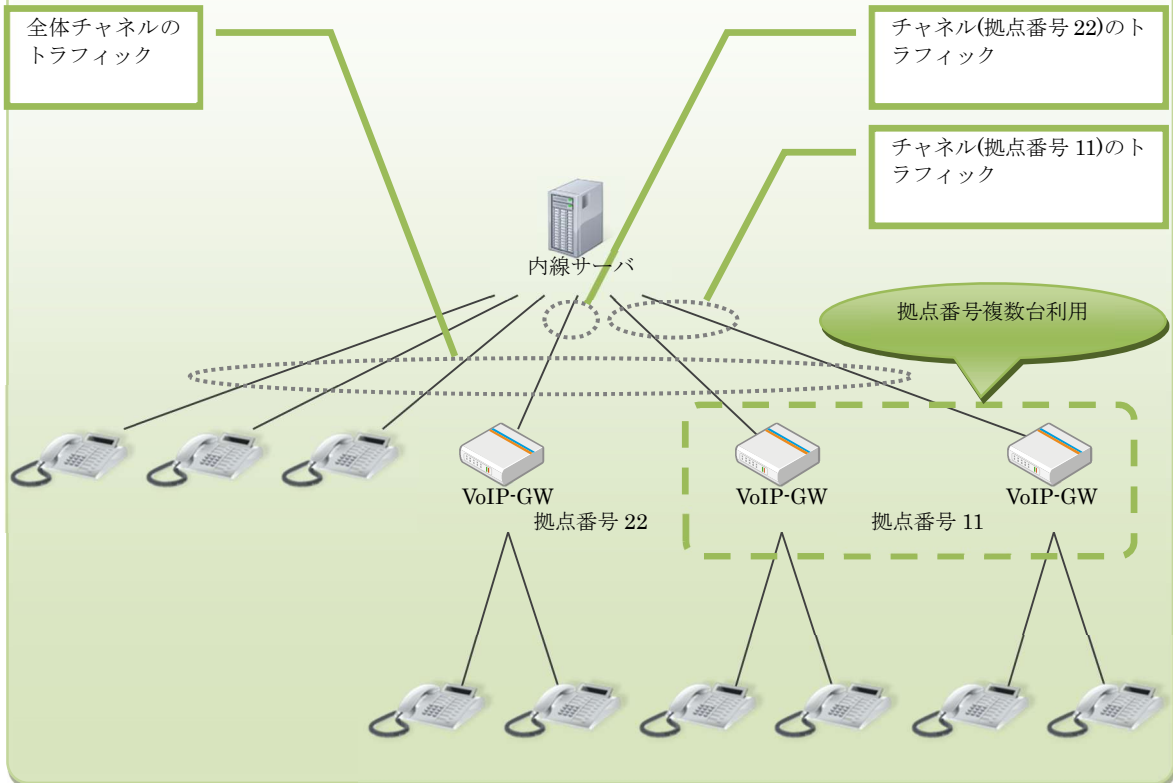 全体チャネルの
トラフィック
チャネル(拠点番号 22)のト
ラフィック
チャネル(拠点番号 11)のト
ラフィック
内線サーバ
拠点番号複数台利用
VoIP-GW
VoIP-GW
VoIP-GW
拠点番号 22
拠点番号 11